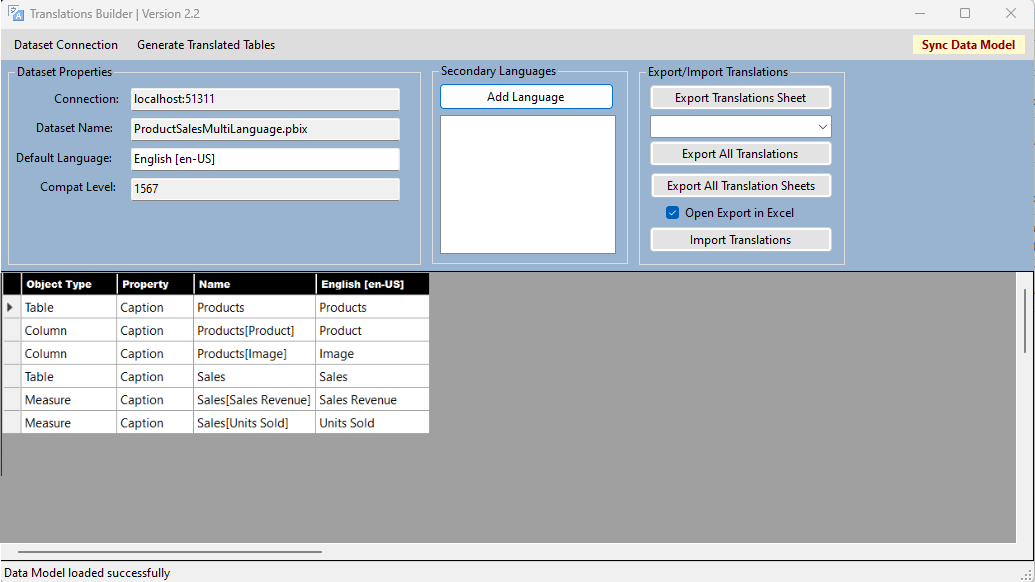 Translations Builder | Version 2.2
Dataset Connection Generate Translated Tables Sync Data Model
Dataset Properties
Connection: localhost:51311
Dataset Name: ProductSalesMultiLanguage.pbix
Default Language: English [en-US]
Compat Level: 1567
Secondary Languages
Add Language
Export/Import Translations
Export Translations Sheet
Export All Translations
Export All Translation Sheets
Open Export in Excel
Import Translations
Object Type Property Name English [en-US]
Table Caption Products Products
Column Caption Products[Product] Product
Column Caption Products[Image] Image
Table Caption Sales Sales
Measure Caption Sales[Sales Revenue] Sales Revenue
Measure Caption Sales[Units Sold] Units Sold
Data Model loaded successfully